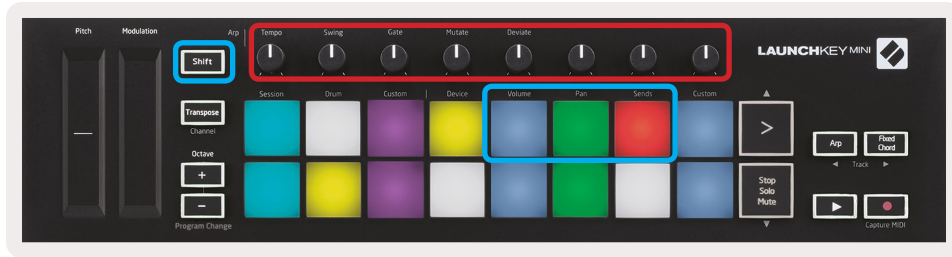 Pitch
Modulation
Arp
Tempo
Swing
Gate
Mutate
Deviate
Shift
LAUNCHKEY MINI
Session
Drum
Custom
Device
Volume
Pan
Sends
Custom
Transpose
Channel
>
Arp
Fixed
Chord
Track
Octave
+
-
Program Change
Stop
Solo
Mute
Capture MIDI